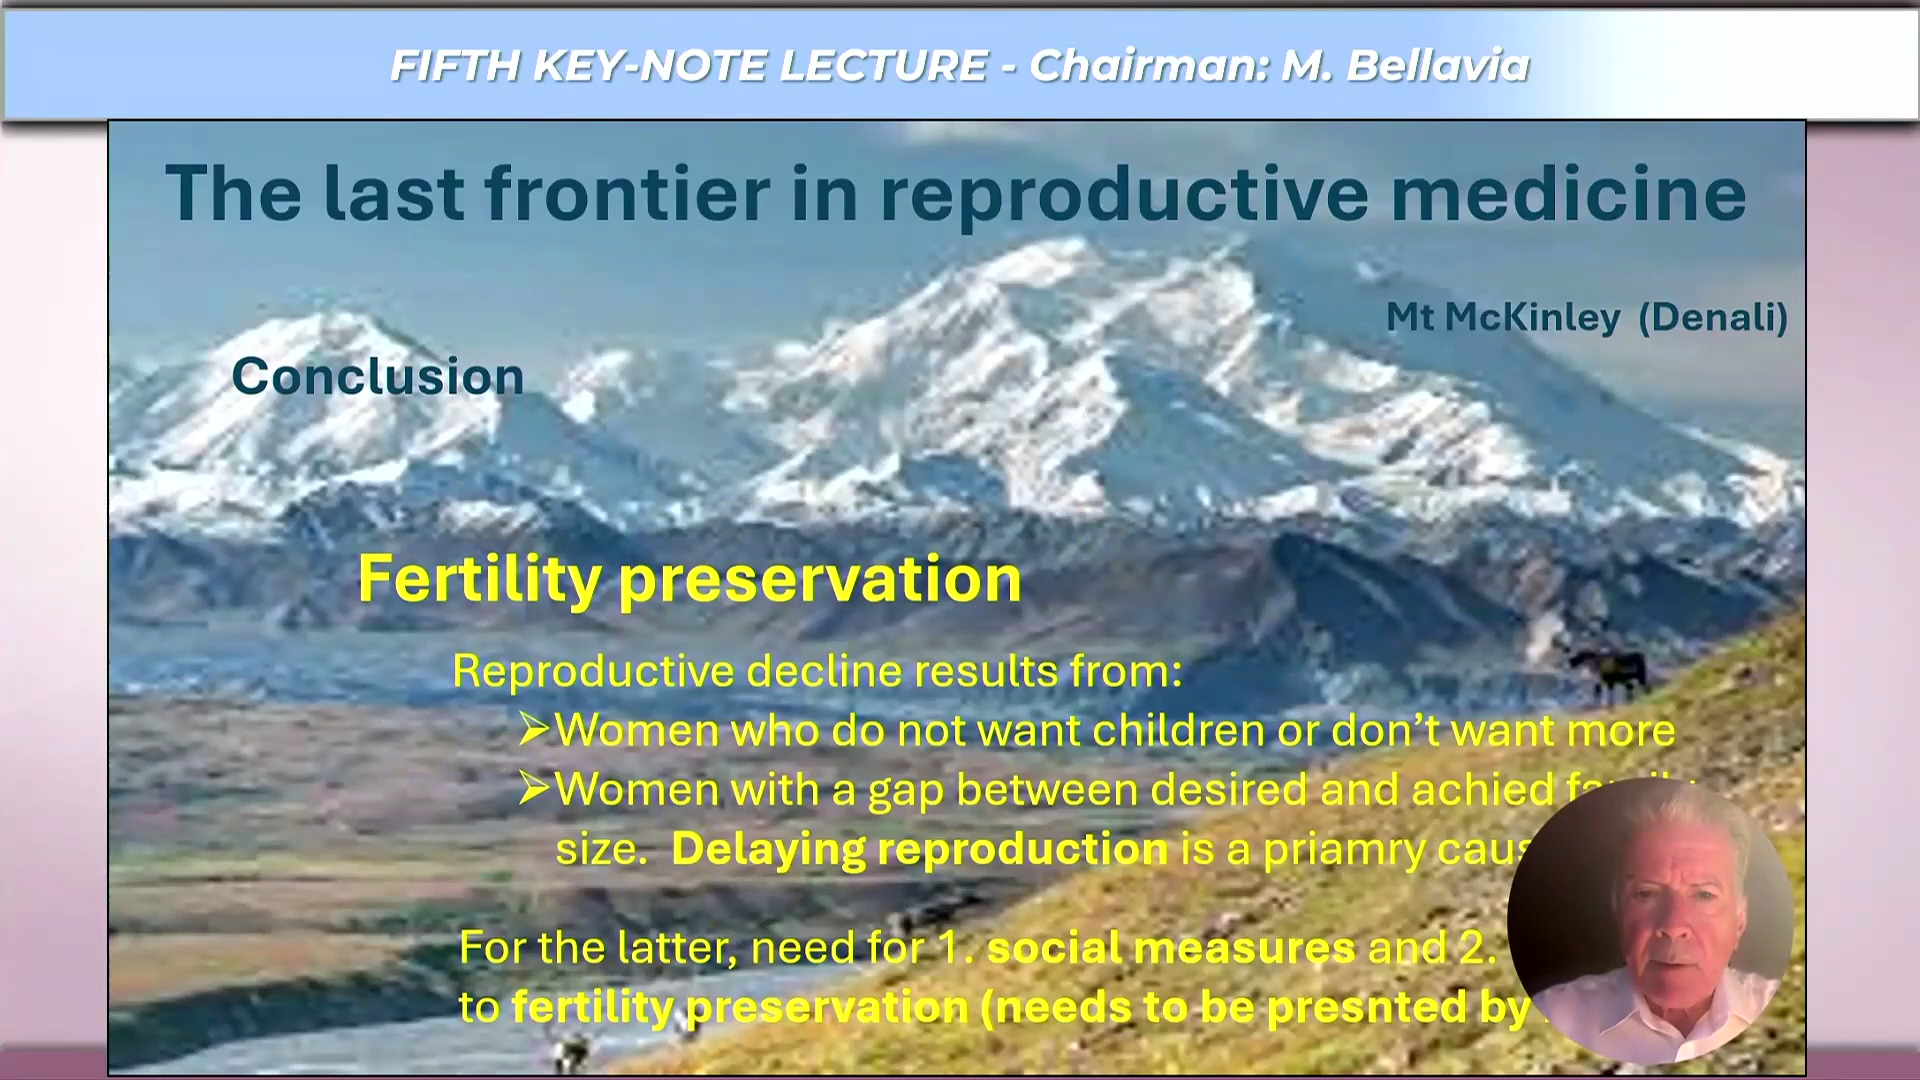 FIFTH KEY-NOTE LECTURE - Chairman: M. Bellavia
The last frontier in reproductive medicine
Mt McKinley (Denali)
Conclusion
Fertility preservation
Reproductive decline results from:
➢Women who do not want children or don't want more
➢Women with a gap between desired and achied
size. Delaying reproduction is a priamry
For the latter, need for 1. social measures and 2.
to fertility preservation (needs to be presnted by